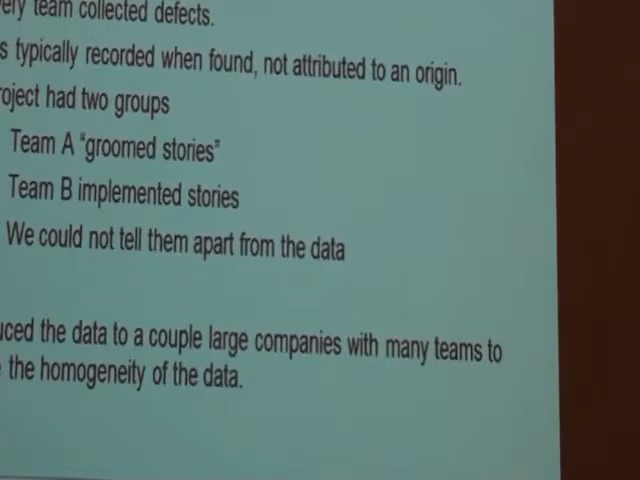 ery team collected defects.
s typically recorded when found, not attributed to an origin.
oject had two groups
Team A "groomed stories"
Team B implemented stories
We could not tell them apart from the data
uced the data to a couple large companies with many teams to
the homogeneity of the data.